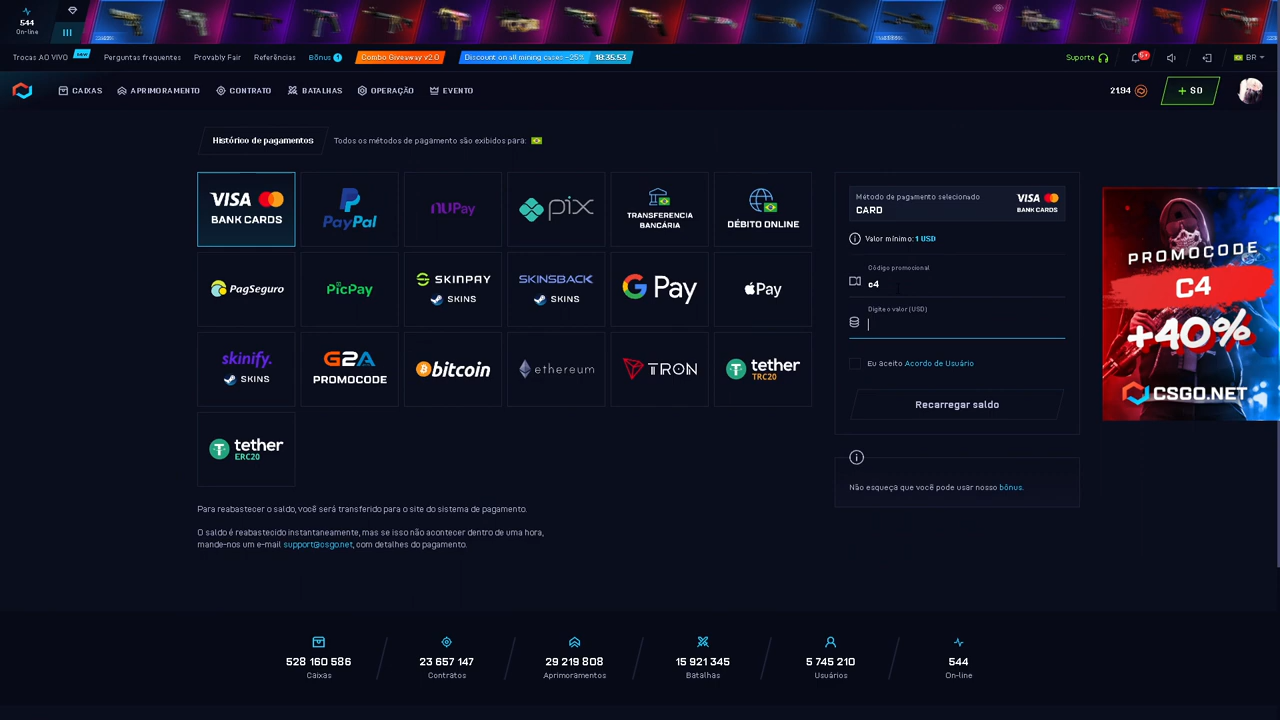 544
On-line
Trocas AO VIVO
NEW
Perguntas frequentes
Provably Fair
Referências
Bônus
Combo Giveaway v2.0
Discount on all mining cases -25%
18:35:53
Suporte
5+
BR
CAIXAS
APRIMORAMENTO
CONTRATO
BATALHAS
OPERAÇÃO
EVENTO
21.94
+ $0
Histórico de pagamentos
Todos os métodos de pagamento são exibidos para:
VISA
BANK CARDS
PayPal
nuPay
pix
TRANSFERENCIA
BANCÁRIA
DÉBITO ONLINE
PagSeguro
PicPay
SKINPAY
SKINS
SKINSBACK
SKINS
G Pay
Pay
skinify.
SKINS
G2A
PROMOCODE
bitcoin
ethereum
TRON
tether
TRC20
tether
ERC20
Método de pagamento selecionado
CARD
VISA
BANK CARDS
Valor mínimo: 1 USD
Código promocional
c4
Digite o valor (USD)
Eu aceito Acordo de Usuário
Recarregar saldo
Não esqueça que você pode usar nosso bônus.
PROMOCODE
C4
+40%
CSGO.NET
Para reabastecer o saldo, você será transferido para o site do sistema de pagamento.
O saldo é reabastecido instantaneamente, mas se isso não acontecer dentro de uma hora,
mande-nos um e-mail support@csgo.net, com detalhes do pagamento.
528 160 586
Caixas
23 657 147
Contratos
29 219 808
Aprimoramentos
15 921 345
Batalhas
5 745 210
Usuários
544
On-line